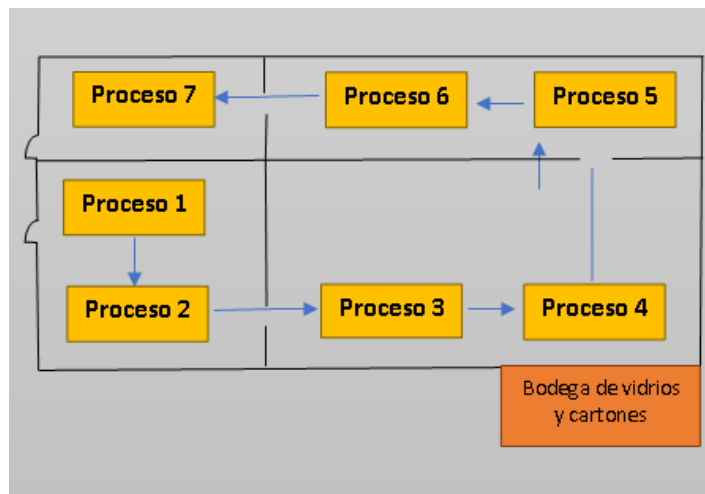 Proceso 7
Proceso 6
Proceso 5
Proceso 1
Proceso 2
Proceso 3
Proceso 4
Bodega de vidrios
y cartones